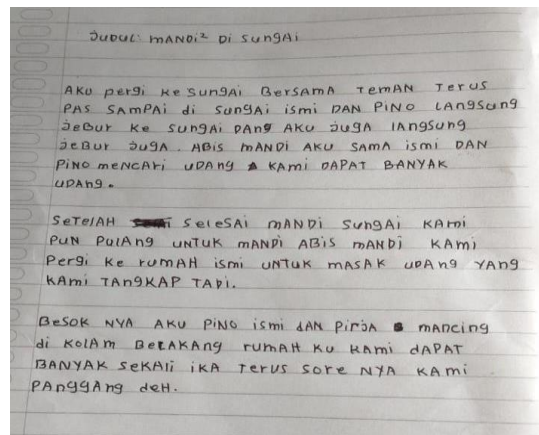 JUDUL: MANDi² Di SUNgAi
AKU pergi Ke SUNgAi BerSAMA TeMAN TerUS
PAS SAMPAi di SUNgAi iSMi DAN PiNO LANgSUNg
JeBUr Ke SUNgAi DANg AKU JUgA lANgSUNg
JeBUr JUgA. ABiS MANDi AKU SAMA iSMi DAN
PiNO MeNCAri UDANg KAMi DAPAT BANYAK
UDANg.
SeTelAH SeleSAi MANDi SUNgAi KAMi
PUN PulANg UNTUK MANDi ABiS MANDi KAMi
Pergi Ke rUMAH iSMi UNTUK MASAK UDANg YANg
KAMi TANgKAP TADi.
BeSOK NYA AKU PiNO iSMi dAN PirJA MANCiNg
di KOlAM BelAKANg rUMAH KU KAMi dAPAT
BANYAK SeKAli iKA TerUS SOre NYA KAMi
PANggANg deH.